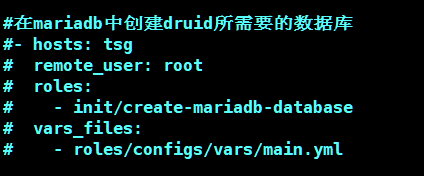 #在mariadb中创建druid所需要的数据库
#- hosts: tsg
#  remote_user: root
#  roles:
#    - init/create-mariadb-database
#  vars_files:
#    - roles/configs/vars/main.yml